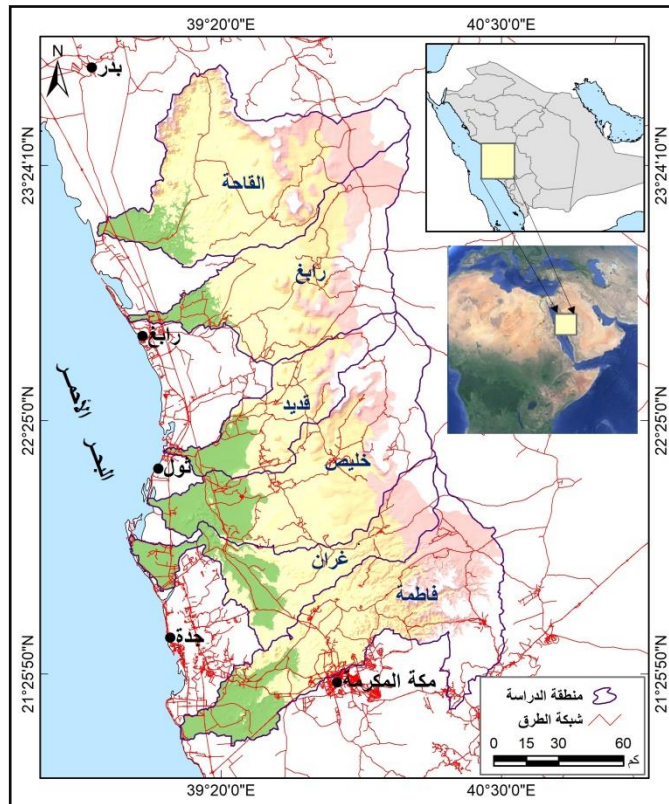 39°20'0"E
40°30'0"E
N
بدر
23°24'10"N
23°24'10"N
القاحة
رابغ
رابغ
22°25'0"N
22°25'0"N
قديد
البحر الأحمر
ثول
خليص
غران
فاطمة
جدة
مكة المكرمة
21°25'50"N
21°25'50"N
منطقة الدراسة
شبكة الطرق
0 15 30 60
كم
39°20'0"E
40°30'0"E